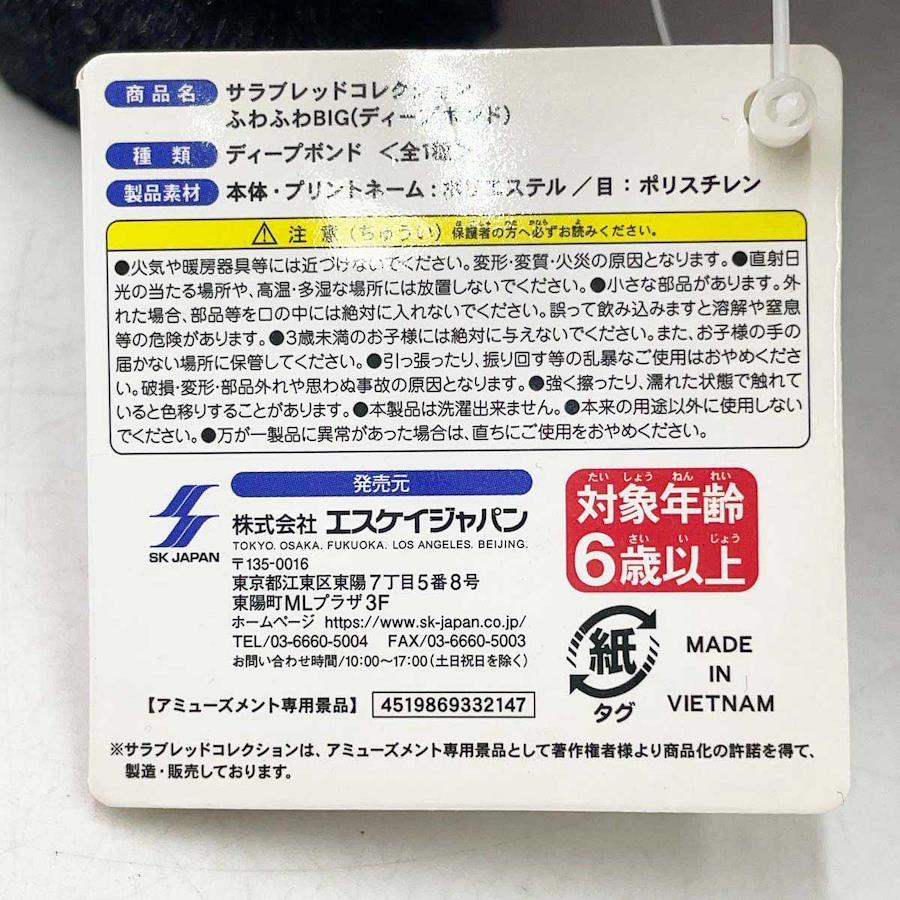 商品名 サラブレッドコレクション
ふわふわBIG(ディープボンド)
種類 ディープボンド <全1種>
製品素材 本体・プリントネーム:ポリエステル/目:ポリスチレン
注意(ちゅうい) 保護者の方へ必ずお読みください。
●火気や暖房器具等には近づけないでください。変形・変質・火災の原因となります。●直射日
光の当たる場所や、高温・多湿な場所には放置しないでください。●小さな部品があります。外
れた場合、部品等を口の中には絶対に入れないでください。誤って飲み込みますと溶解や窒息
等の危険があります。●3歳未満のお子様には絶対に与えないでください。また、お子様の手の
届かない場所に保管してください。●引っ張ったり、振り回す等の乱暴なご使用はおやめくださ
い。破損・変形・部品外れや思わぬ事故の原因となります。●強く擦ったり、濡れた状態で触れて
いると色移りすることがあります。●本製品は洗濯出来ません。●本来の用途以外に使用しない
でください。●万が一製品に異常があった場合は、直ちにご使用をおやめください。
SK JAPAN
発売元
株式会社 エスケイジャパン
TOKYO. OSAKA. FUKUOKA. LOS ANGELES. BEIJING.
〒135-0016
東京都江東区東陽7丁目5番8号
東陽町MLプラザ3F
ホームページ https://www.sk-japan.co.jp/
TEL/03-6660-5004 FAX/03-6660-5003
お問い合わせ時間/10:00~17:00(土日祝日を除く)
たいしょうねんれい
対象年齢
さいいじょう
6歳以上
紙
タグ
MADE
IN
VIETNAM
【アミューズメント専用景品】 4519869332147
※サラブレッドコレクションは、アミューズメント専用景品として著作権者様より商品化の許諾を得て、
製造・販売しております。